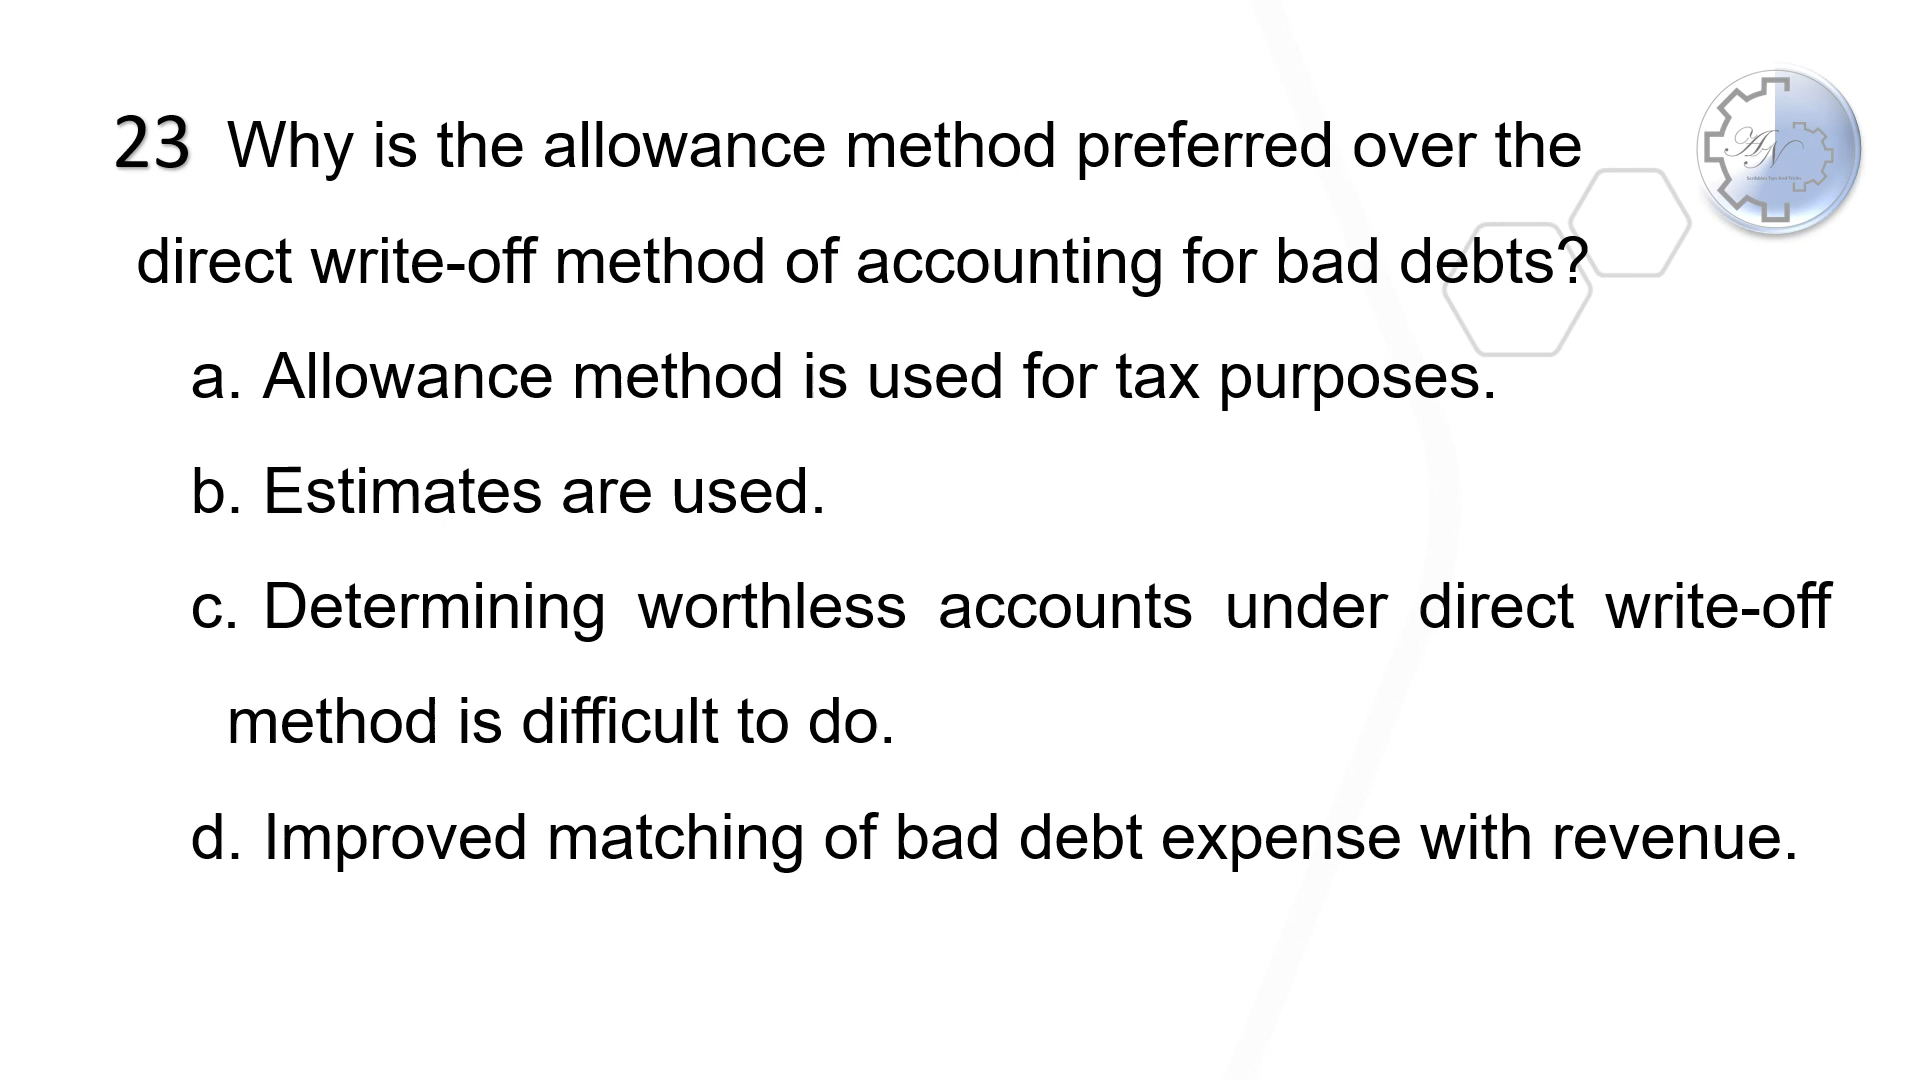 23 Why is the allowance method preferred over the
direct write-off method of accounting for bad debts?
a. Allowance method is used for tax purposes.
b. Estimates are used.
c. Determining worthless accounts under direct write-off
method is difficult to do.
d. Improved matching of bad debt expense with revenue.
AN